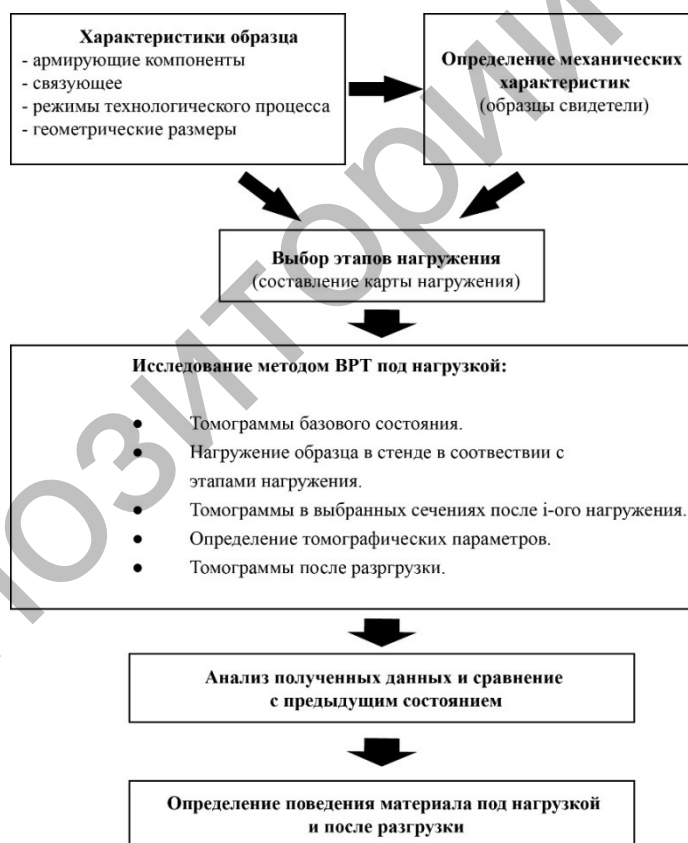 Характеристики образца
- армирующие компоненты
- связующее
- режимы технологического процесса
- геометрические размеры
Определение механических
характеристик
(образцы свидетели)
Выбор этапов нагружения
(составление карты нагружения)
Исследование методом ВРТ под нагрузкой:
● Томограммы базового состояния.
● Нагружение образца в стенде в соотвествии с
этапами нагружения.
● Томограммы в выбранных сечениях после i-ого нагружения.
● Определение томографических параметров.
● Томограммы после разргрузки.
Анализ полученных данных и сравнение
с предыдущим состоянием
Определение поведения материала под нагрузкой
и после разгрузки
позитории